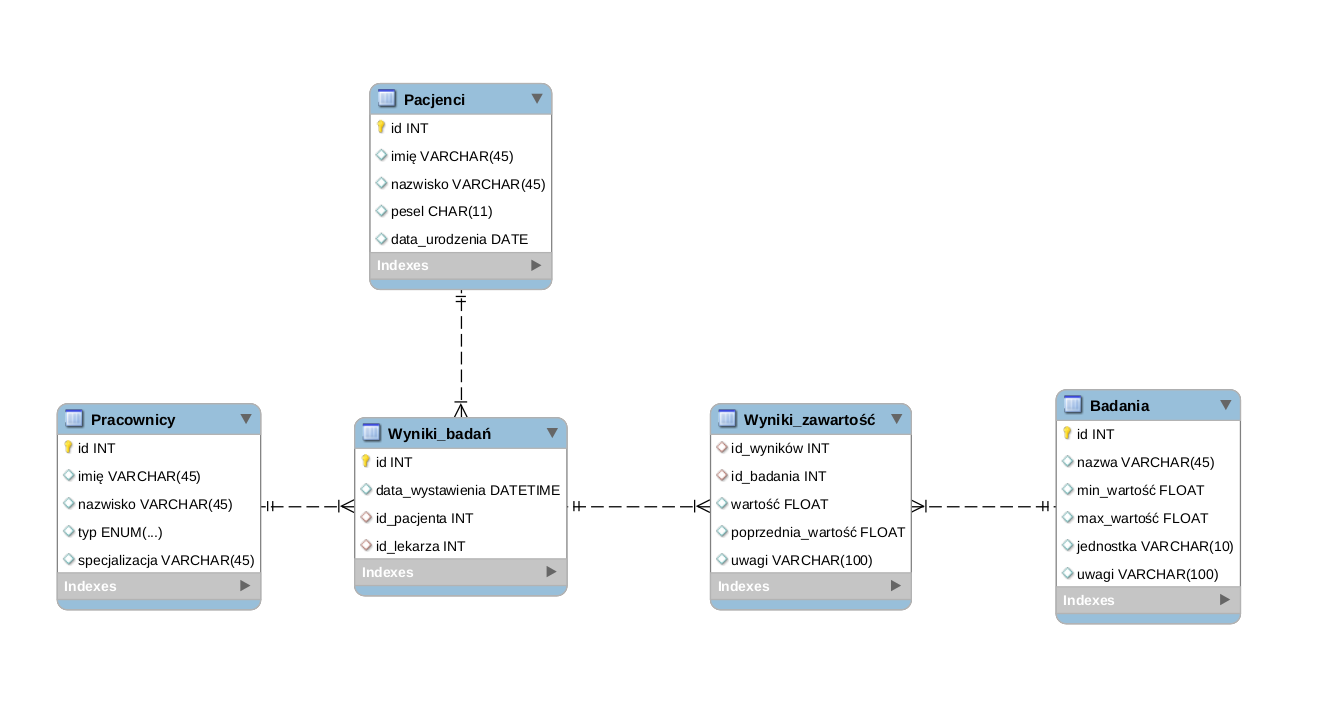 Pacjenci
id INT
imię VARCHAR(45)
nazwisko VARCHAR(45)
pesel CHAR(11)
data_urodzenia DATE
Indexes
Pracownicy
id INT
imię VARCHAR(45)
nazwisko VARCHAR(45)
typ ENUM(...)
specjalizacja VARCHAR(45)
Indexes
Wyniki_badań
id INT
data_wystawienia DATETIME
id_pacjenta INT
id_lekarza INT
Indexes
Wyniki_zawartość
id_wyników INT
id_badania INT
wartość FLOAT
poprzednia_wartość FLOAT
uwagi VARCHAR(100)
Indexes
Badania
id INT
nazwa VARCHAR(45)
min_wartość FLOAT
max_wartość FLOAT
jednostka VARCHAR(10)
uwagi VARCHAR(100)
Indexes